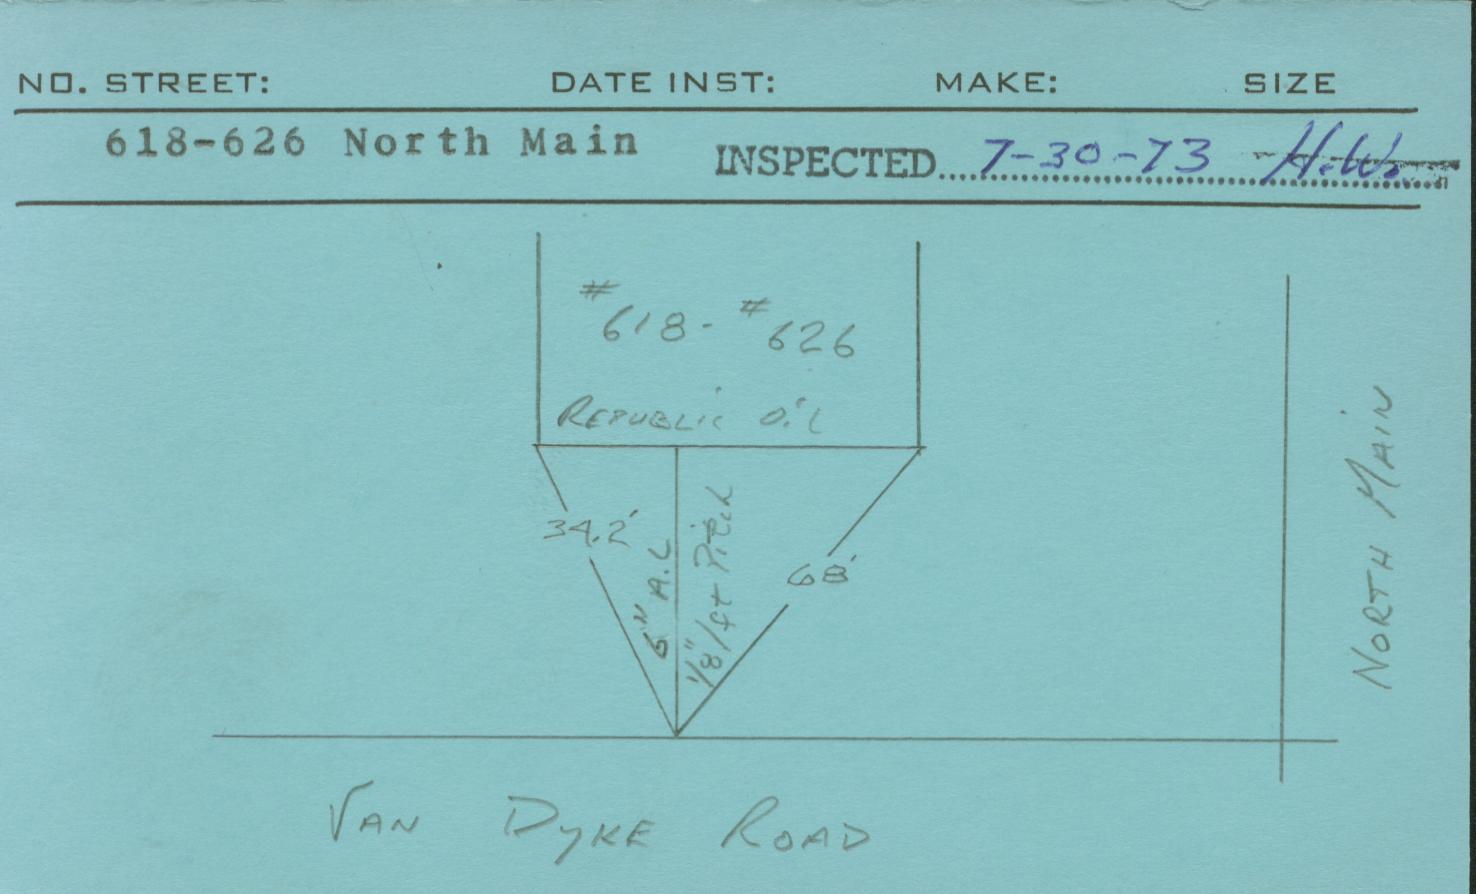 NO. STREET: DATE INST: MAKE: SIZE
618-626 North Main INSPECTED 7-30-73 H.W.
#618- #626
REPUBLIC OIL
34.2'
6" A.C
1/8"/ft Pitch
68'
NORTH MAIN
VAN DYKE ROAD